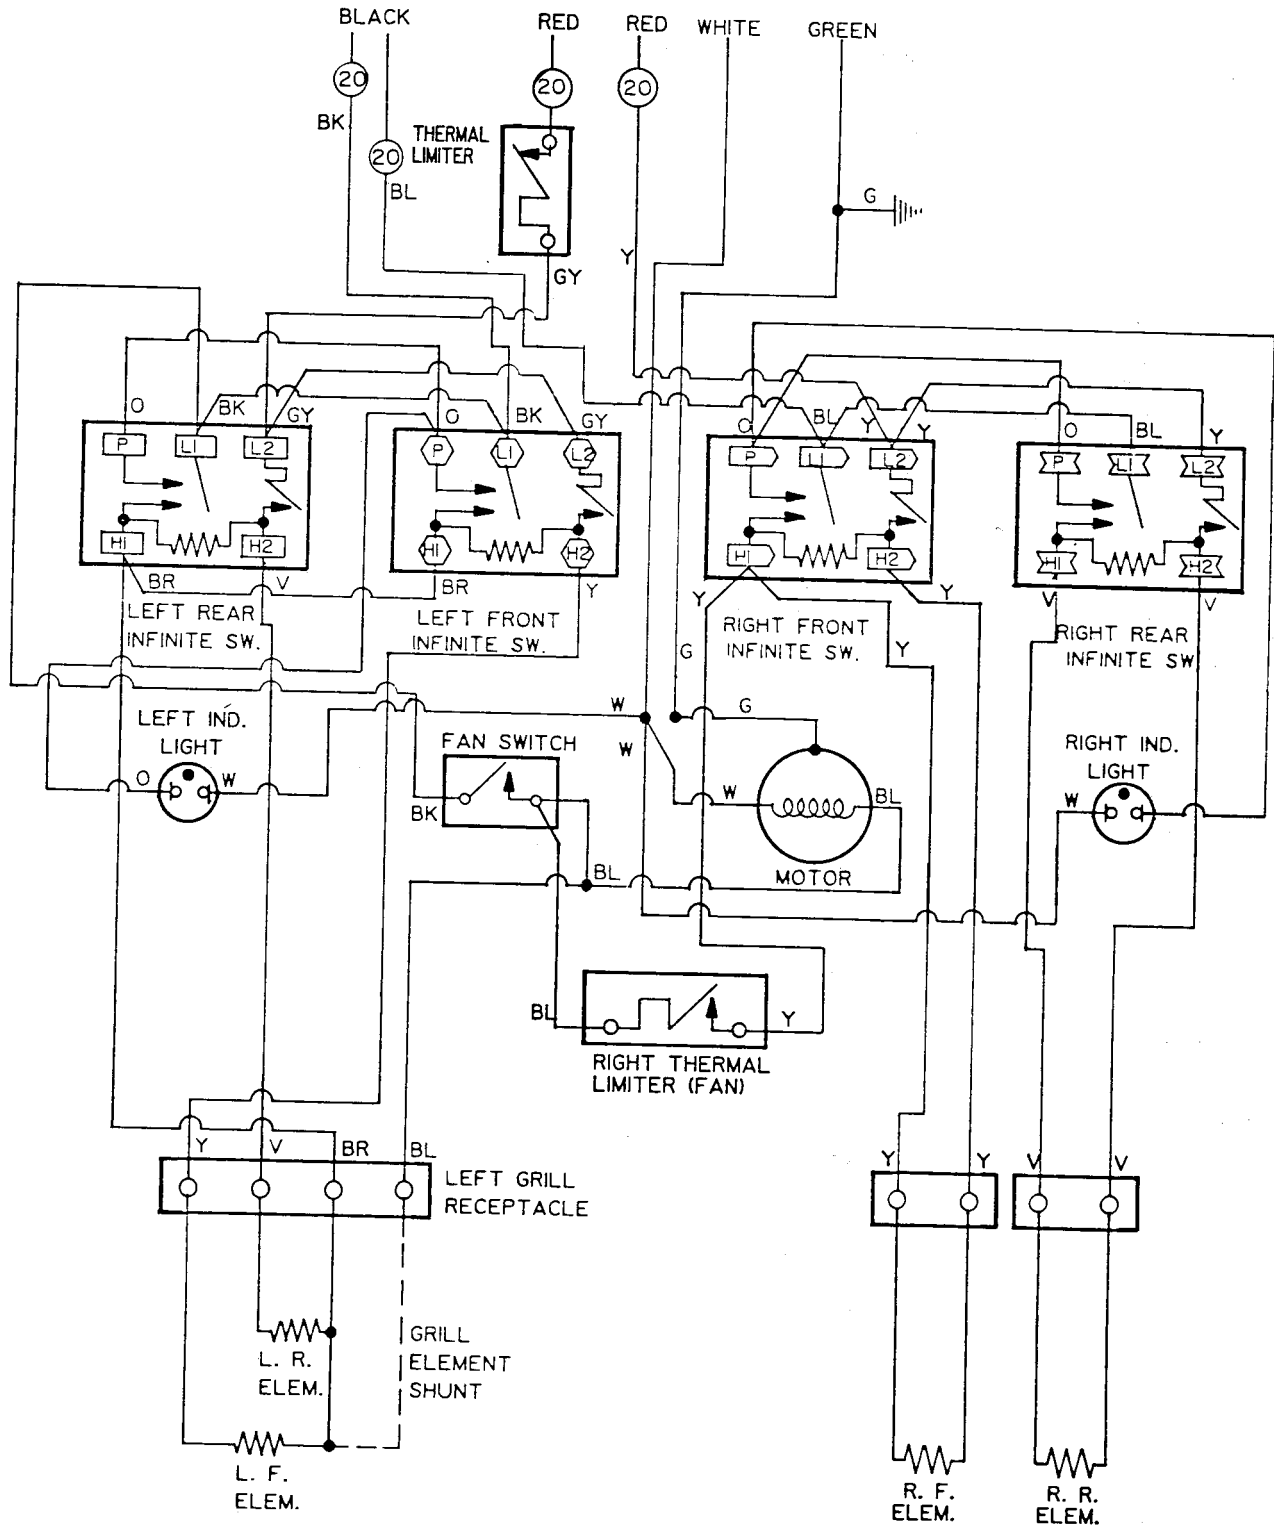 BLACK
RED
RED
WHITE
GREEN
20
20
20
BK
THERMAL
LIMITER
20
BL
G
Y
GY
O
BK
GY
O
BK
GY
O
BL
Y
Y
O
BL
Y
P
L1
L2
P
L1
L2
P
L1
L2
P
L1
L2
H1
H2
H1
H2
H1
H2
H1
H2
BR
V
BR
Y
Y
Y
V
V
LEFT REAR
INFINITE SW.
LEFT FRONT
INFINITE SW.
RIGHT FRONT
INFINITE SW.
RIGHT REAR
INFINITE SW
G
Y
W
G
W
LEFT IND.
LIGHT
FAN SWITCH
RIGHT IND.
LIGHT
O
W
BK
W
BL
W
MOTOR
BL
BL
Y
RIGHT THERMAL
LIMITER (FAN)
Y
V
BR
BL
LEFT GRILL
RECEPTACLE
Y
Y
V
V
GRILL
ELEMENT
SHUNT
L. R.
ELEM.
L. F.
ELEM.
R. F.
ELEM.
R. R.
ELEM.